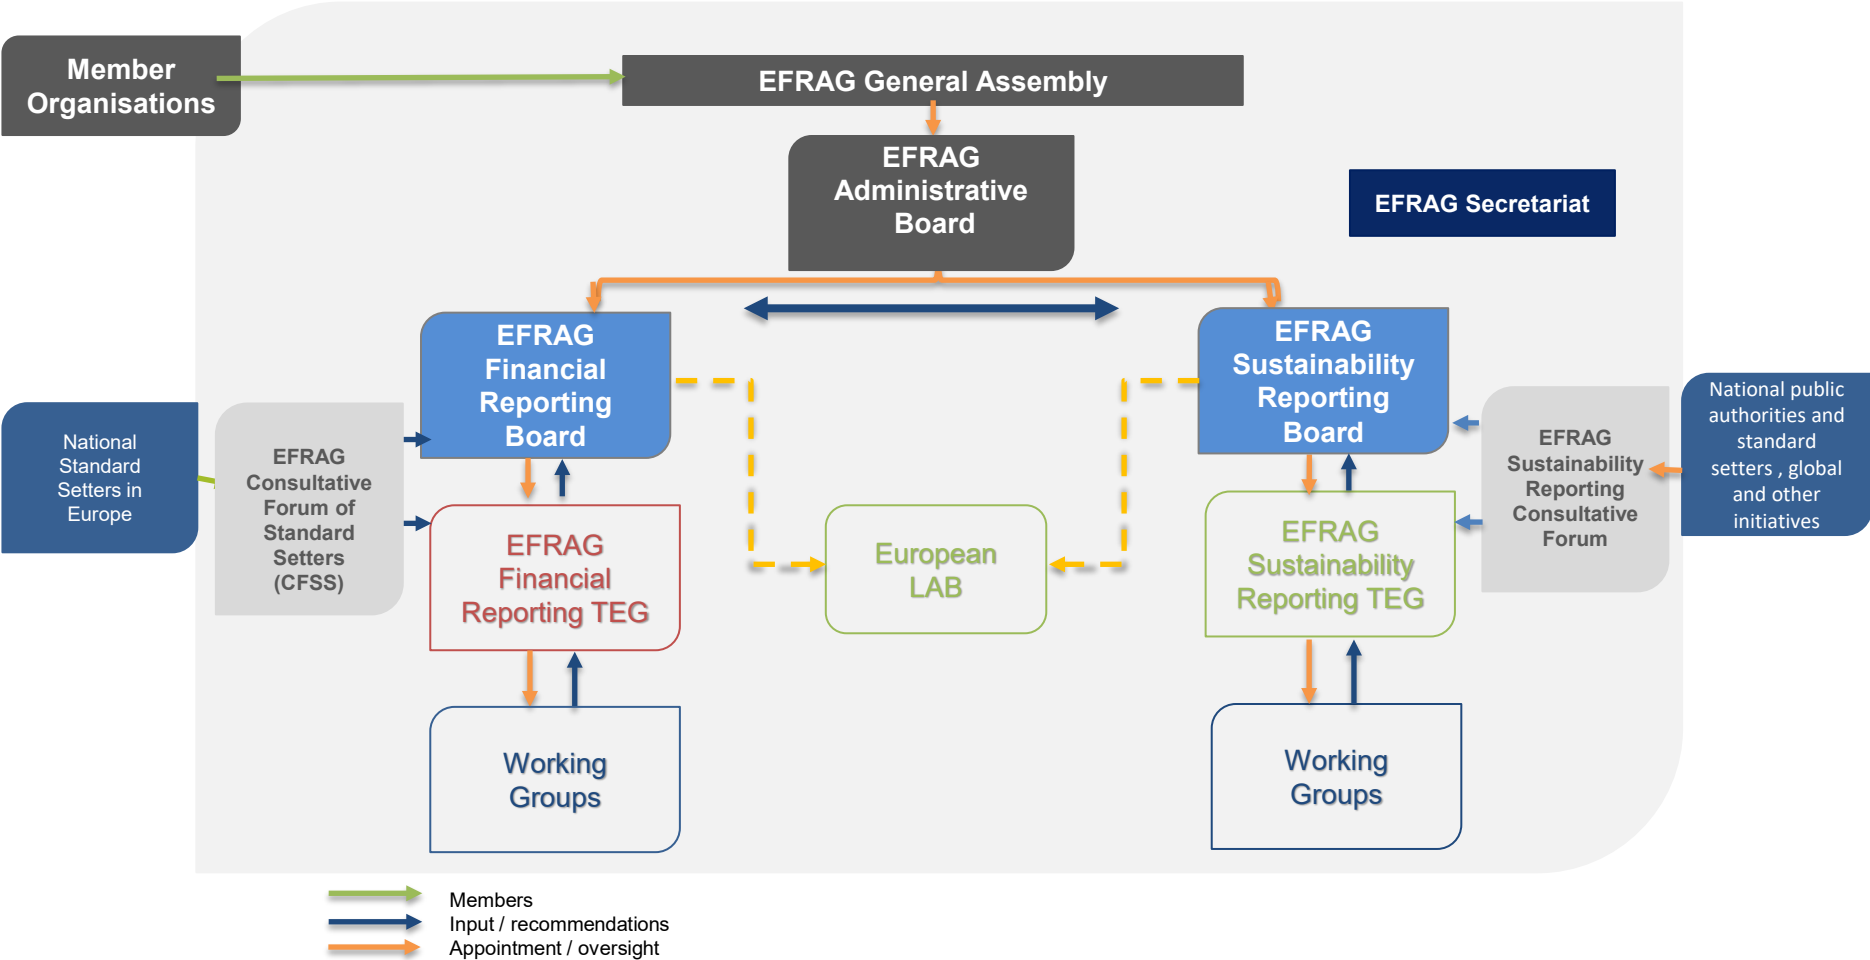 Member
Organisations
EFRAG General Assembly
EFRAG
Administrative
Board
EFRAG Secretariat
EFRAG
Financial
Reporting
Board
EFRAG
Sustainability
Reporting
Board
National
Standard
Setters in
Europe
EFRAG
Consultative
Forum of
Standard
Setters
(CFSS)
EFRAG
Sustainability
Reporting
Consultative
Forum
National public
authorities and
standard
setters , global
and other
initiatives
EFRAG
Financial
Reporting TEG
European
LAB
EFRAG
Sustainability
Reporting TEG
Working
Groups
Working
Groups
Members
Input / recommendations
Appointment / oversight